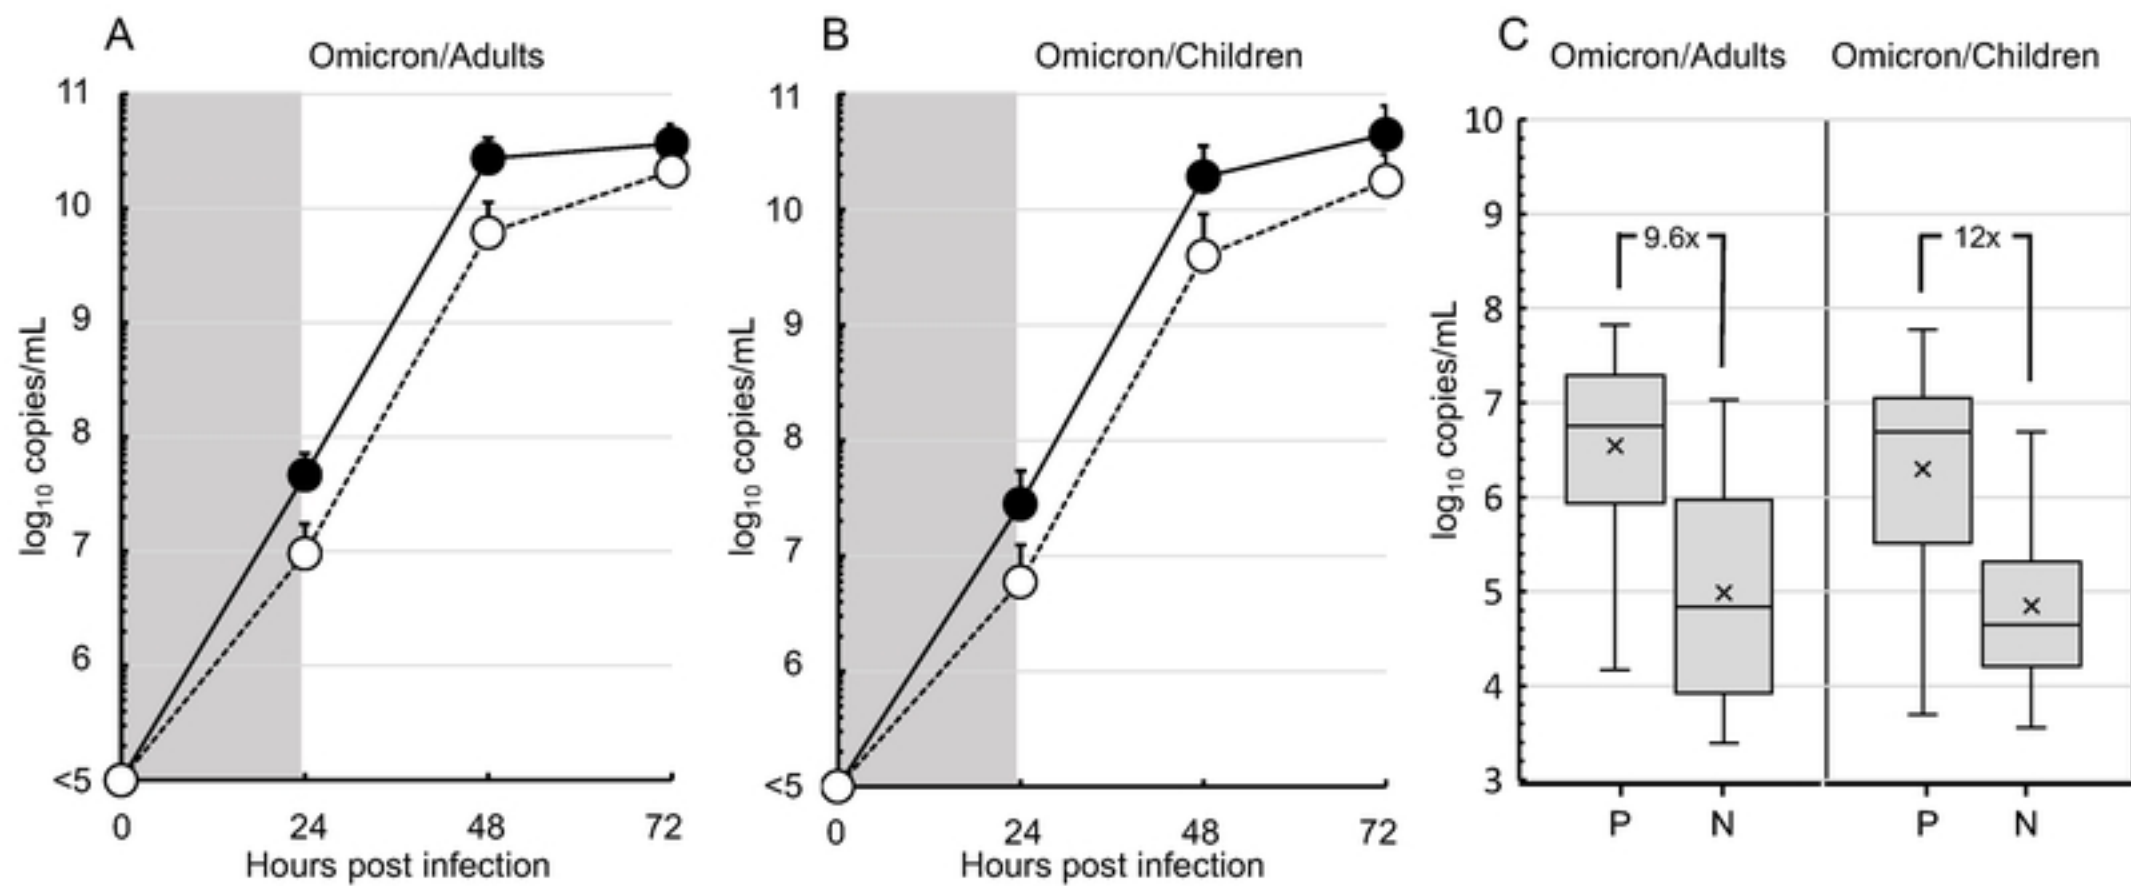 A
Omicron/Adults
11
10
9
8
7
6
<5
log10 copies/mL
0 24 48 72
Hours post infection
B
Omicron/Children
11
10
9
8
7
6
<5
log10 copies/mL
0 24 48 72
Hours post infection
C
Omicron/Adults Omicron/Children
10
9
8
7
6
5
4
3
log10 copies/mL
9.6x 12x
P N P N